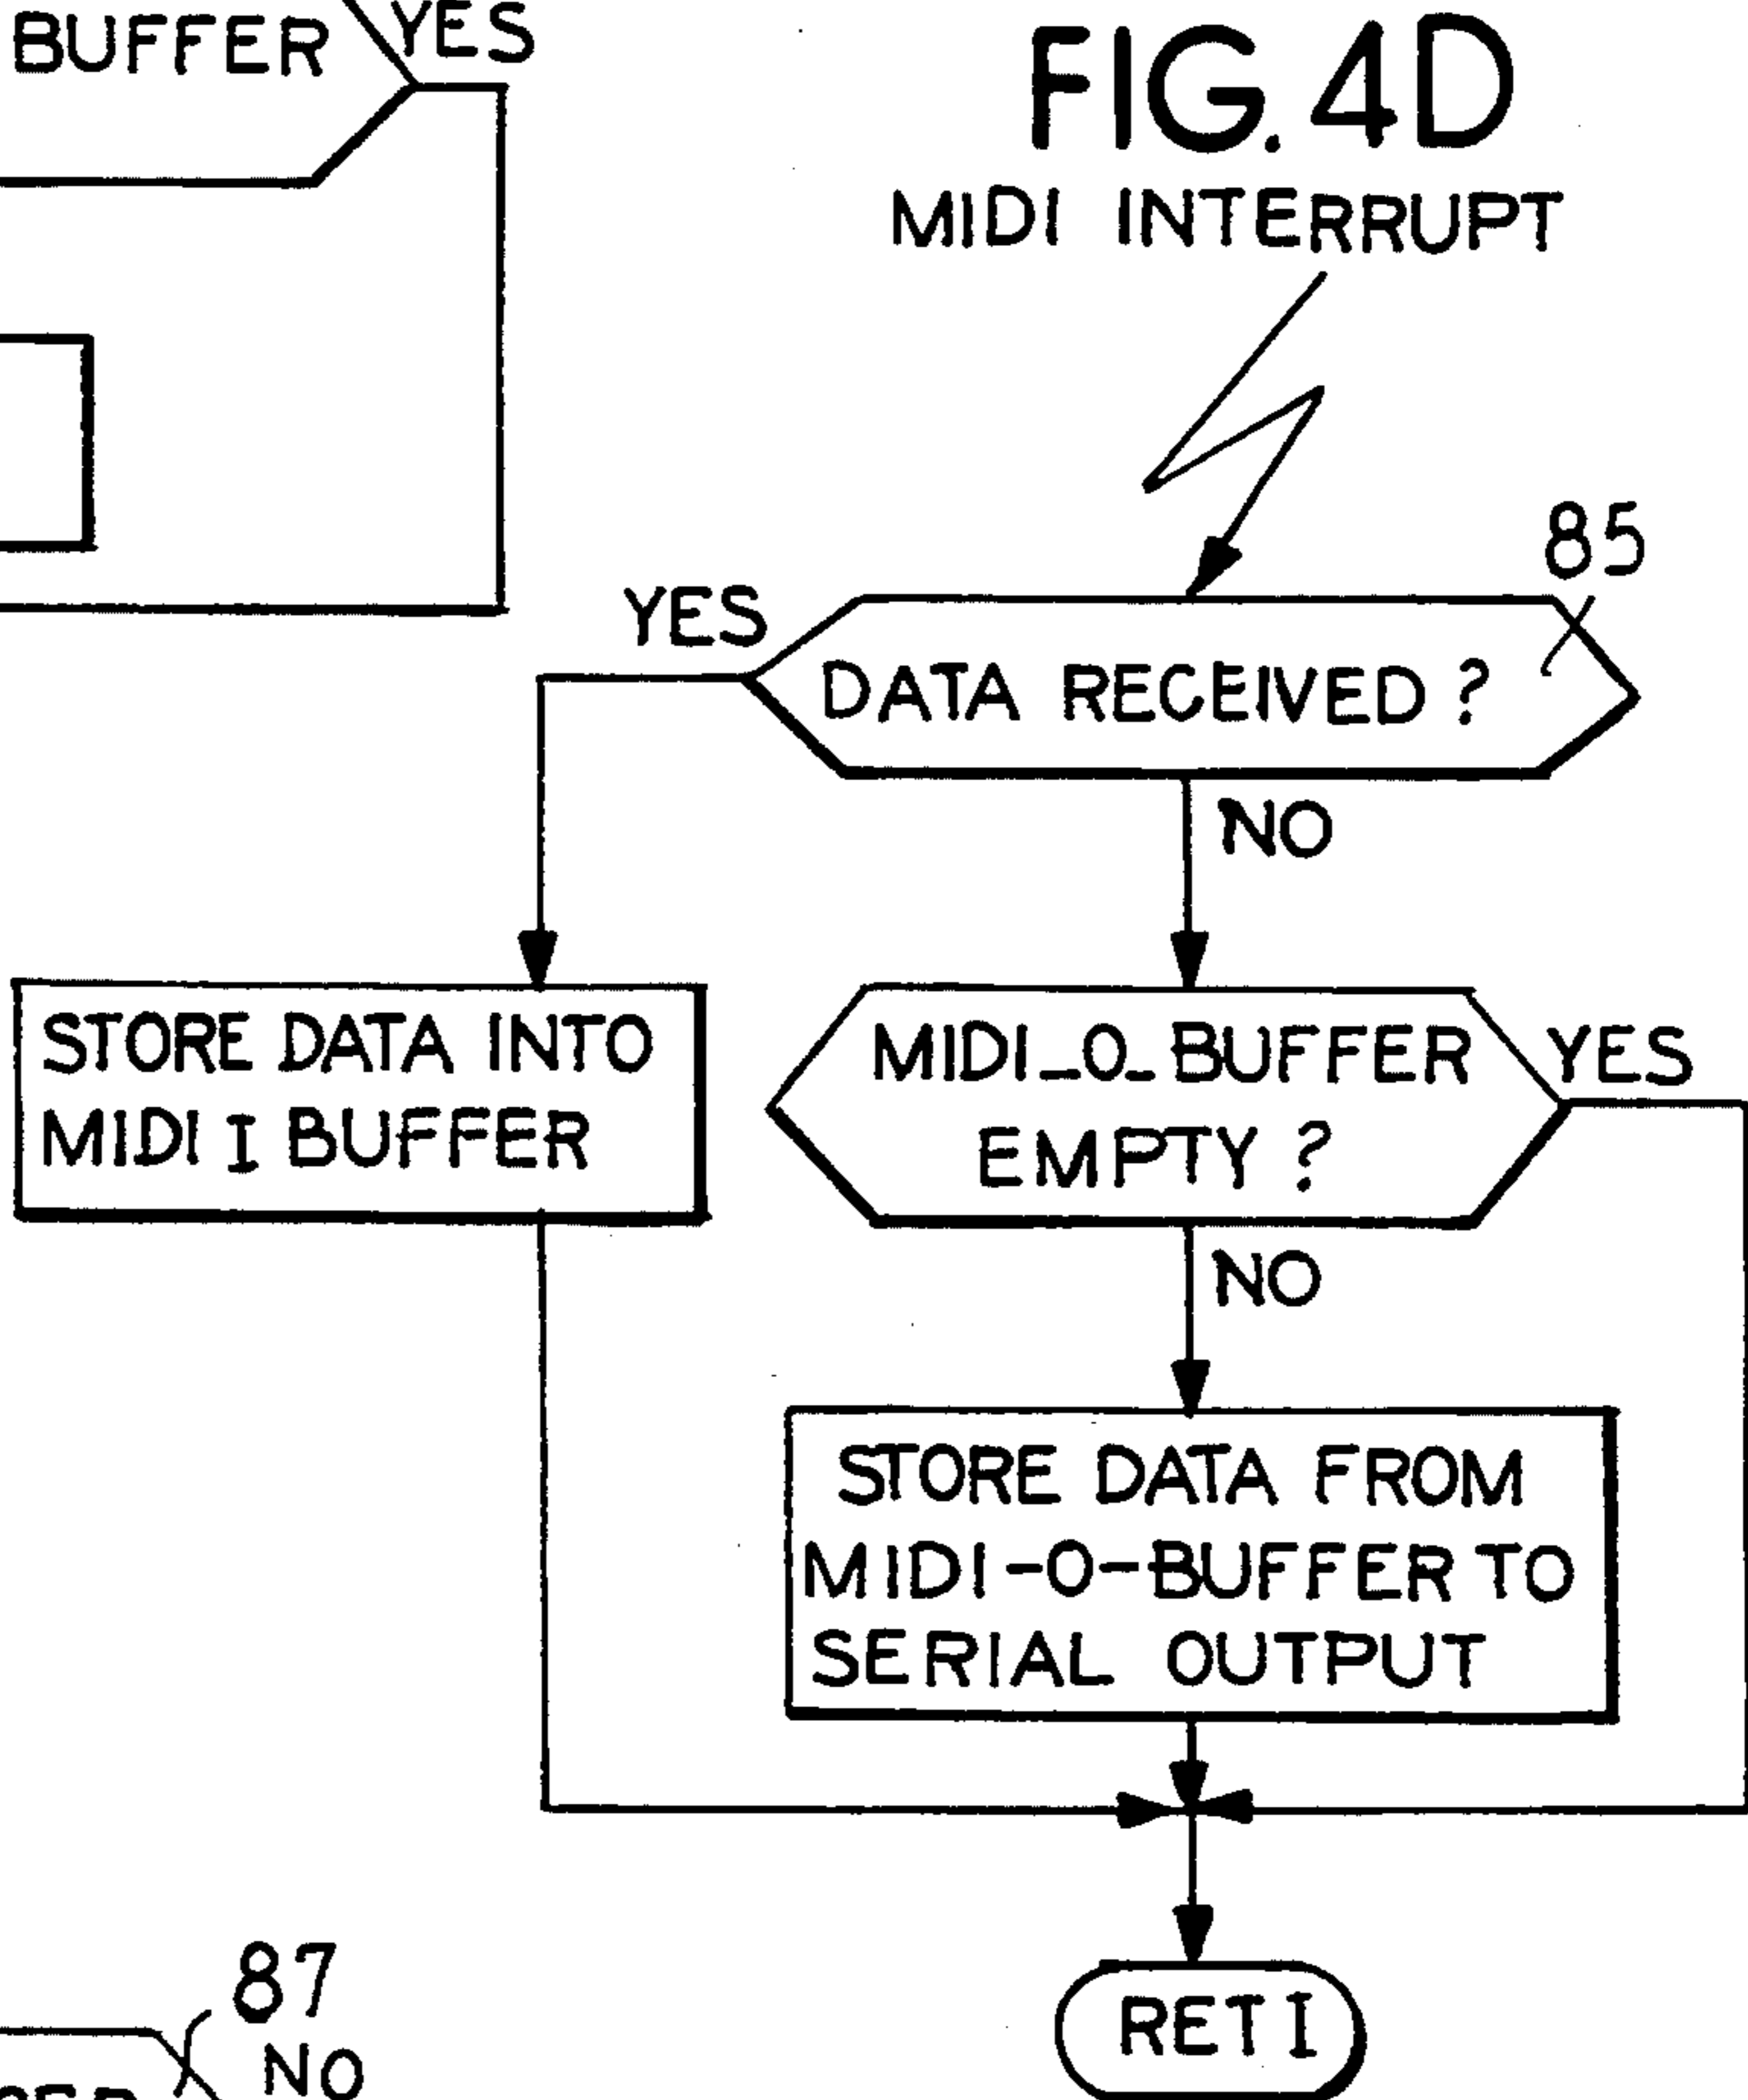 BUFFER
YES
FIG. 4D
MIDI INTERRUPT
85
YES
DATA RECEIVED ?
NO
STORE DATA INTO
MIDI I BUFFER
MIDI_O_BUFFER
EMPTY ?
YES
NO
STORE DATA FROM
MIDI-O-BUFFER TO
SERIAL OUTPUT
RETI
87
NO